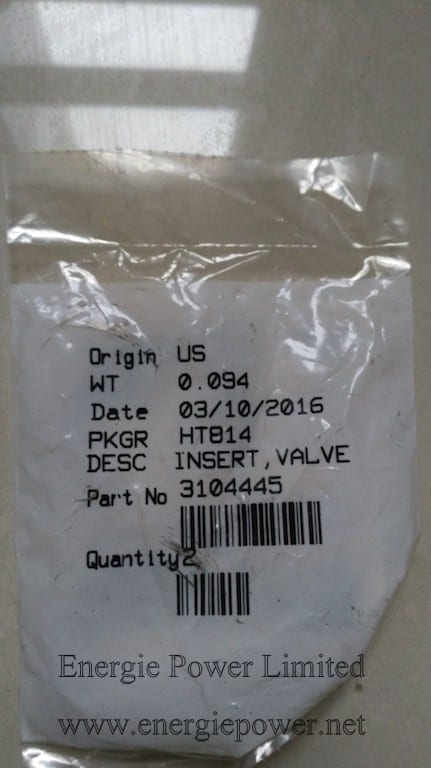 Origin US
WT 0.094
Date 03/10/2016
PKGR HT814
DESC INSERT,VALVE
Part No 3104445
Quantity2
Energie Power Limited
www.energiepower.net